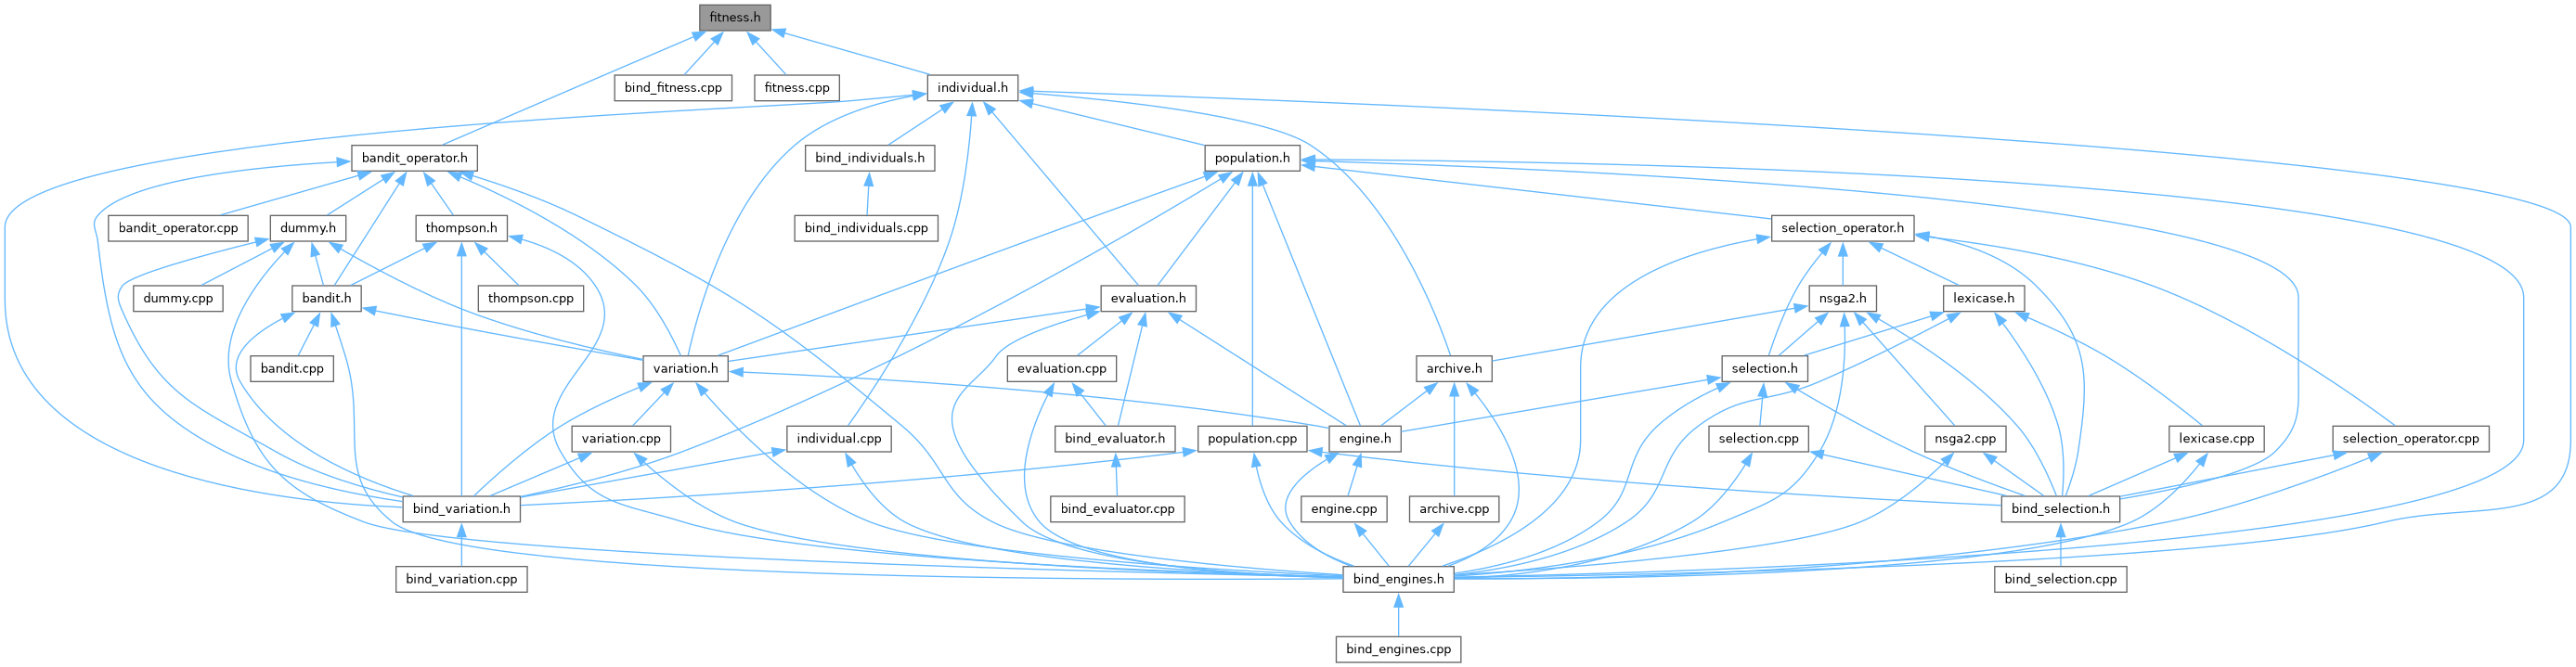 fitness.h
bind_fitness.cpp
fitness.cpp
individual.h
bandit_operator.h
bind_individuals.h
population.h
bandit_operator.cpp
dummy.h
thompson.h
bind_individuals.cpp
selection_operator.h
dummy.cpp
bandit.h
thompson.cpp
evaluation.h
nsga2.h
lexicase.h
bandit.cpp
variation.h
evaluation.cpp
archive.h
selection.h
variation.cpp
individual.cpp
bind_evaluator.h
population.cpp
engine.h
selection.cpp
nsga2.cpp
lexicase.cpp
selection_operator.cpp
bind_variation.h
bind_evaluator.cpp
engine.cpp
archive.cpp
bind_selection.h
bind_variation.cpp
bind_engines.h
bind_selection.cpp
bind_engines.cpp